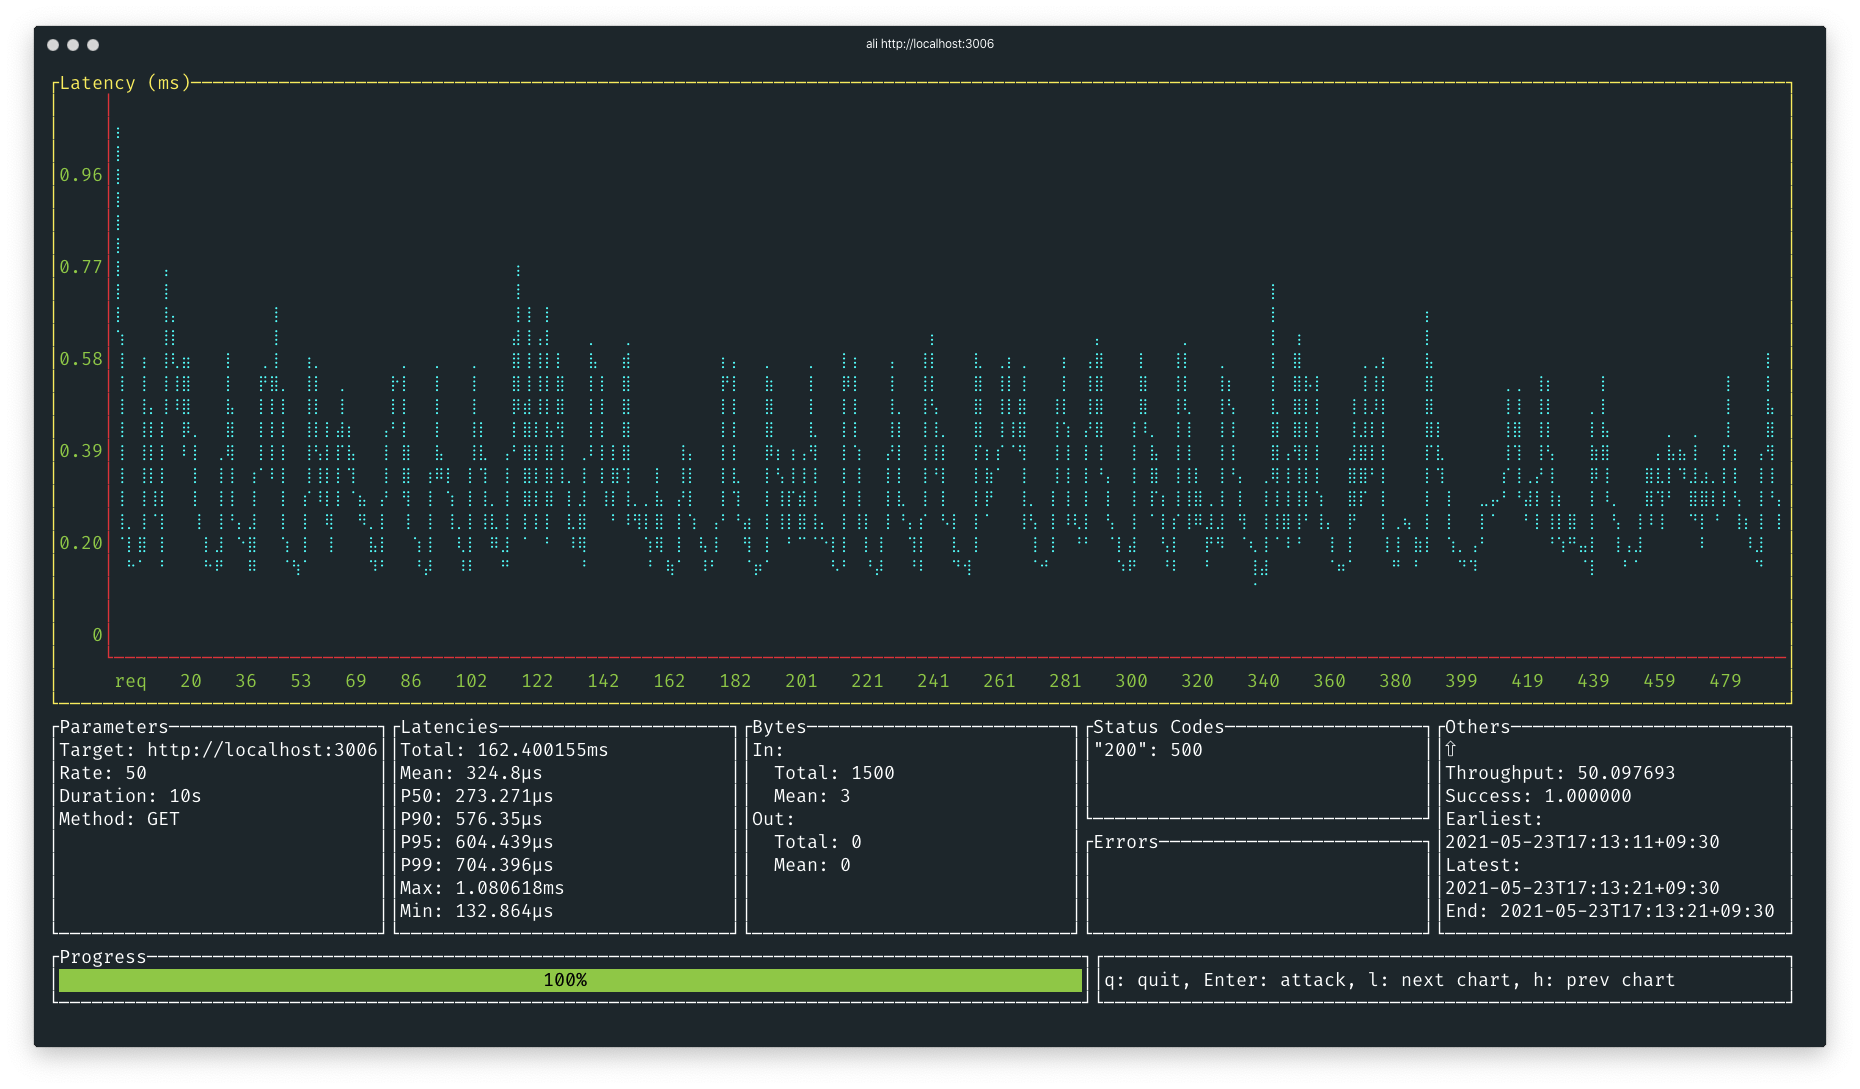 ali http://localhost:3006
Latency (ms)
0.96
0.77
0.58
0.39
0.20
0
req 20 36 53 69 86 102 122 142 162 182 201 221 241 261 281 300 320 340 360 380 399 419 439 459 479
Parameters
Target: http://localhost:3006
Rate: 50
Duration: 10s
Method: GET
Latencies
Total: 162.400155ms
Mean: 324.8µs
P50: 273.271µs
P90: 576.35µs
P95: 604.439µs
P99: 704.396µs
Max: 1.080618ms
Min: 132.864µs
Bytes
In:
Total: 1500
Mean: 3
Out:
Total: 0
Mean: 0
Status Codes
"200": 500
Errors
Others
⇧
Throughput: 50.097693
Success: 1.000000
Earliest:
2021-05-23T17:13:11+09:30
Latest:
2021-05-23T17:13:21+09:30
End: 2021-05-23T17:13:21+09:30
Progress
100%
q: quit, Enter: attack, l: next chart, h: prev chart